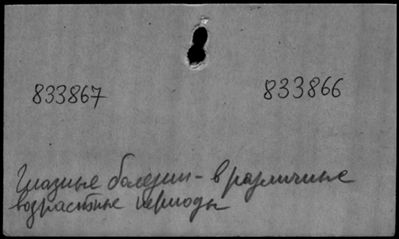 833867 833866
Глазные болезни - в различные
возрастные периоды